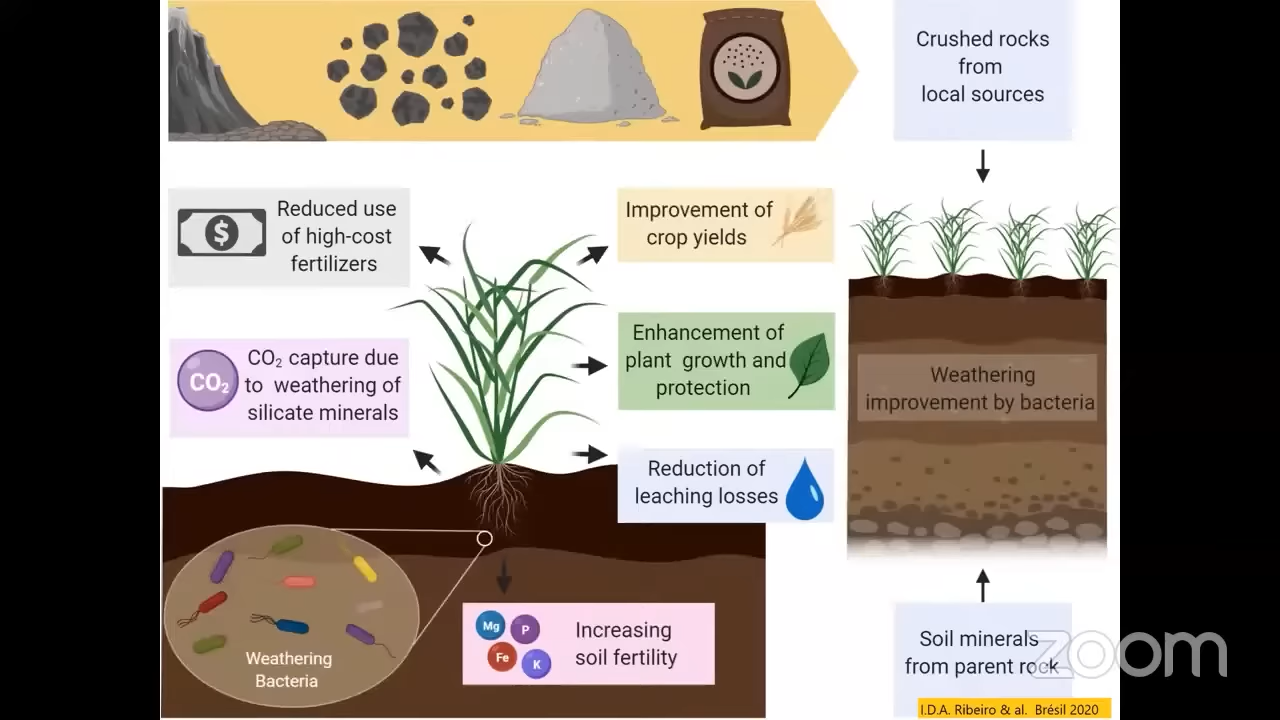 Crushed rocks
from
local sources
$
Reduced use
of high-cost
fertilizers
Improvement of
crop yields
CO₂
CO₂ capture due
to weathering of
silicate minerals
Enhancement of
plant growth and
protection
Weathering
improvement by bacteria
Reduction of
leaching losses
Weathering
Bacteria
Mg
P
Fe
K
Increasing
soil fertility
Soil minerals
from parent rock
zoom
I.D.A. Ribeiro & al. Brésil 2020